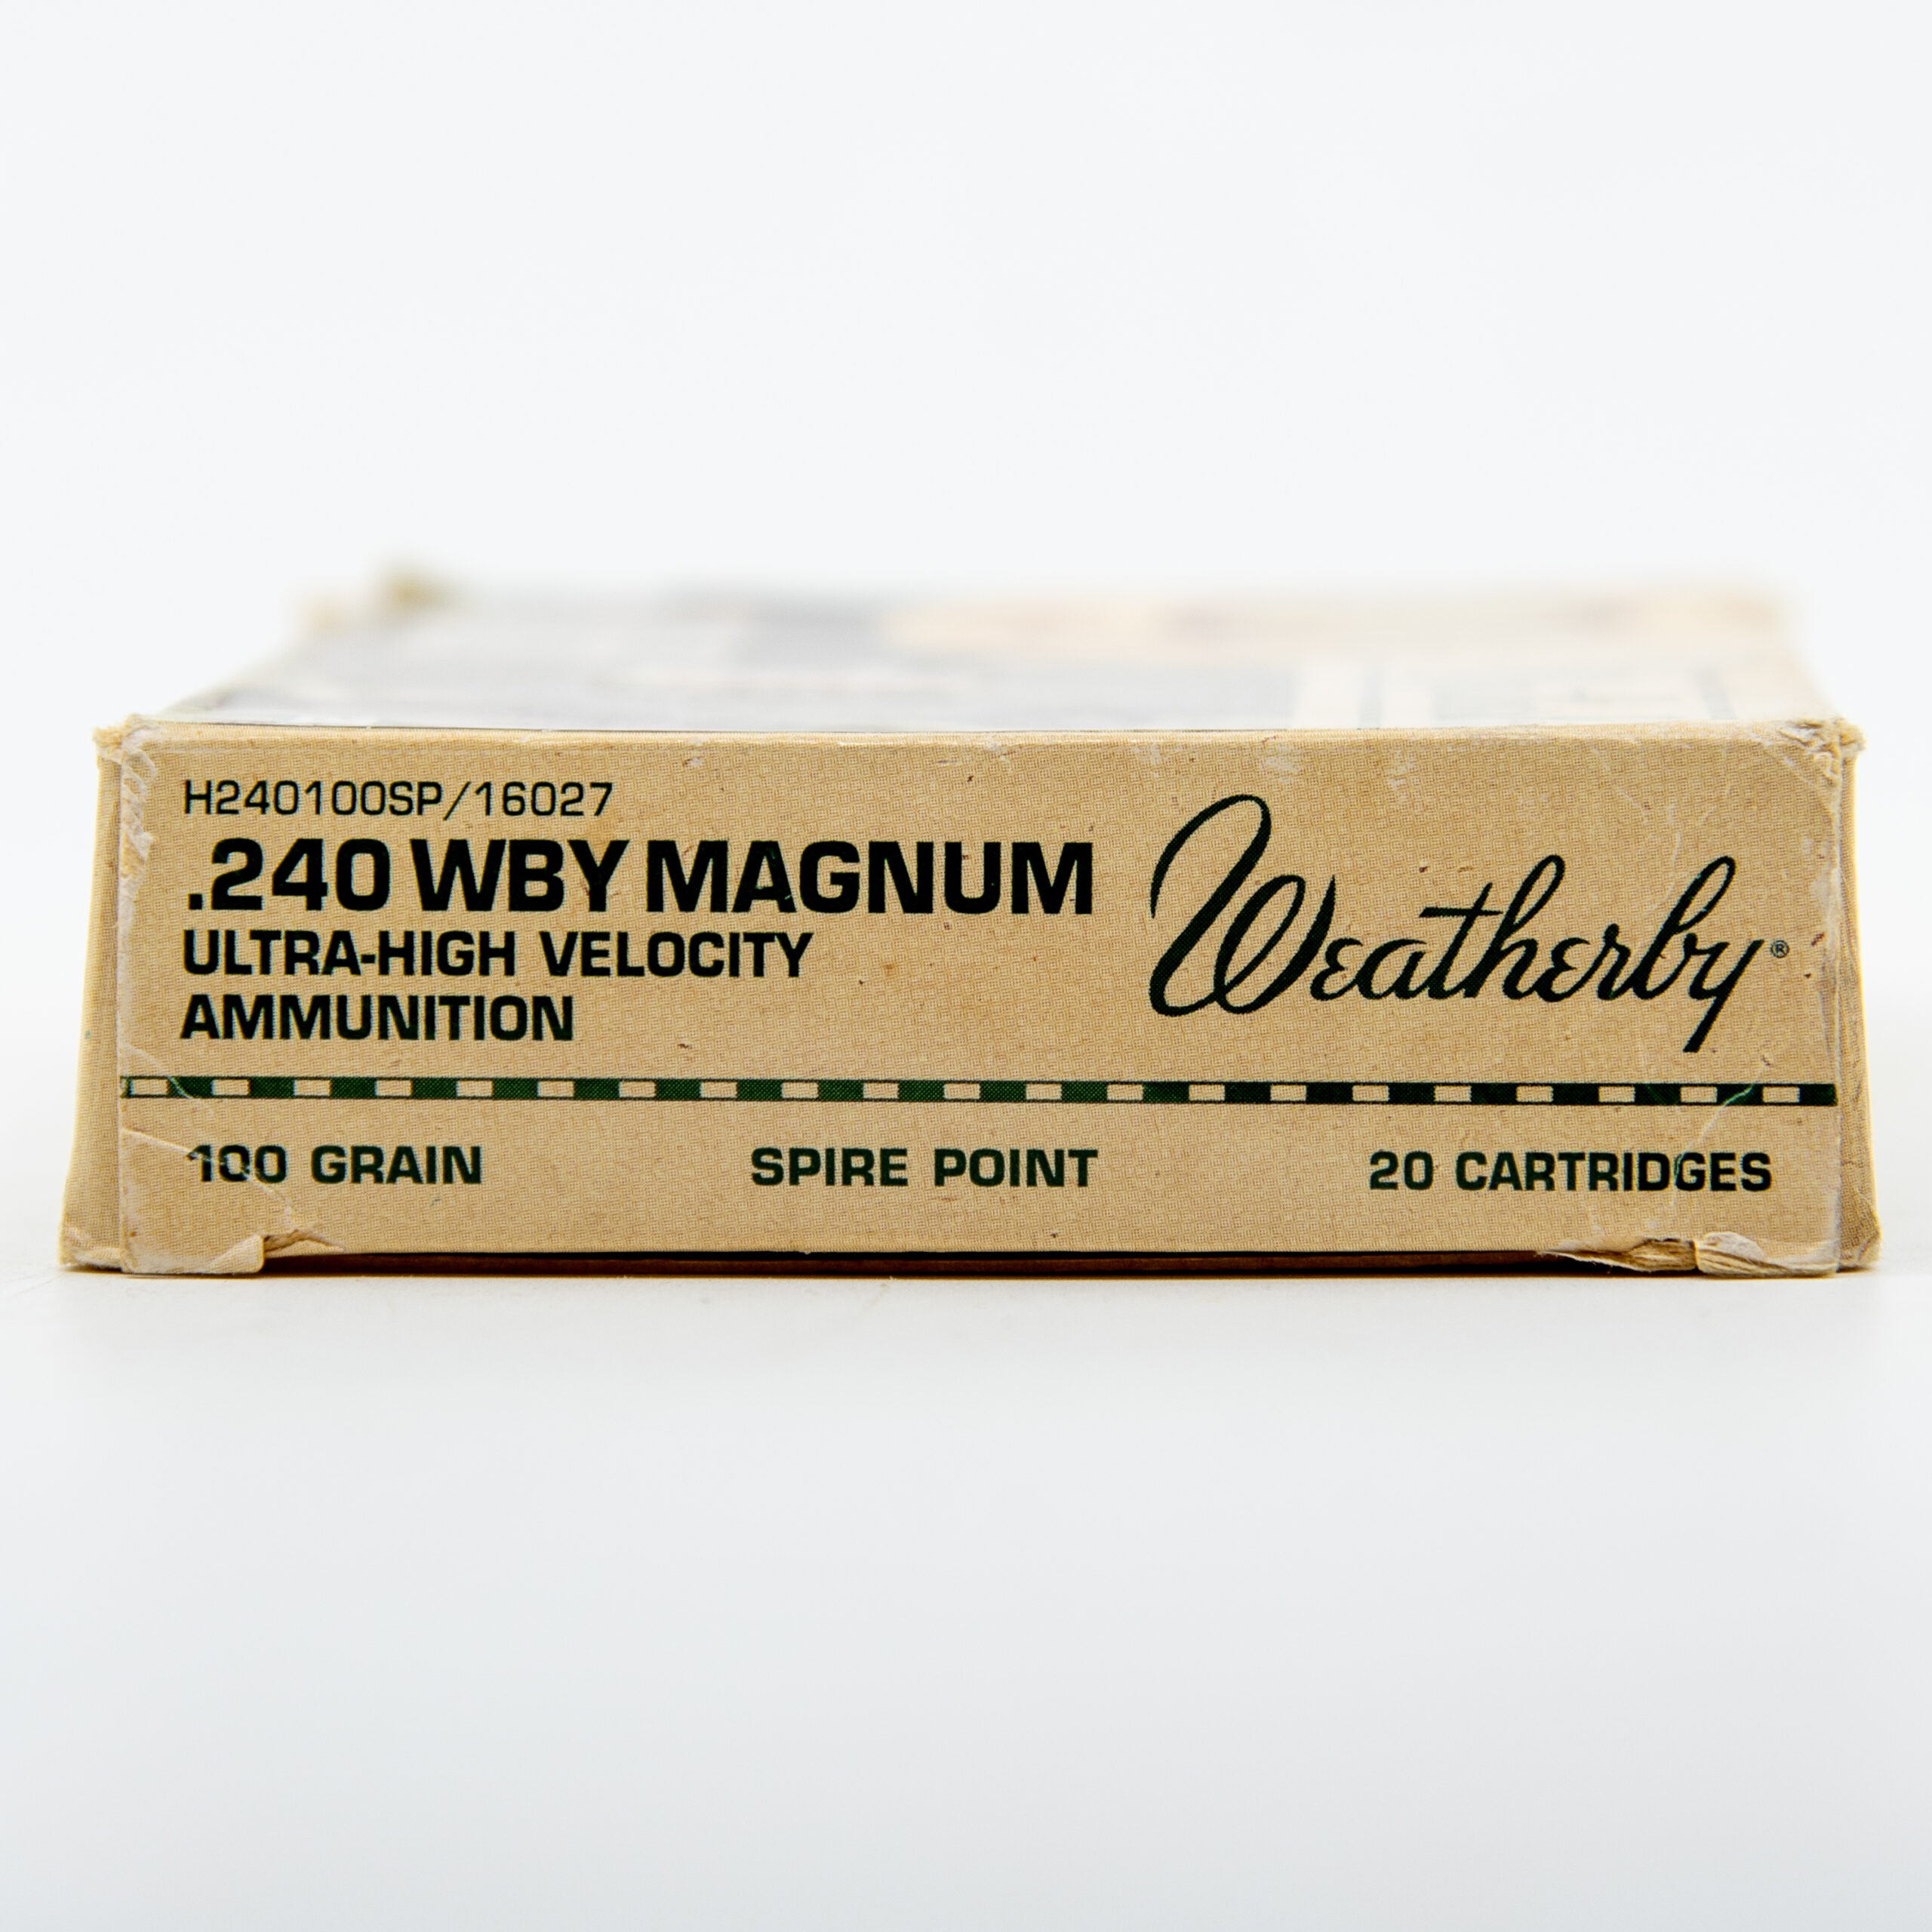 H240100SP/16027
.240 WBY MAGNUM
ULTRA-HIGH VELOCITY
AMMUNITION
Weatherby®
100 GRAIN
SPIRE POINT
20 CARTRIDGES